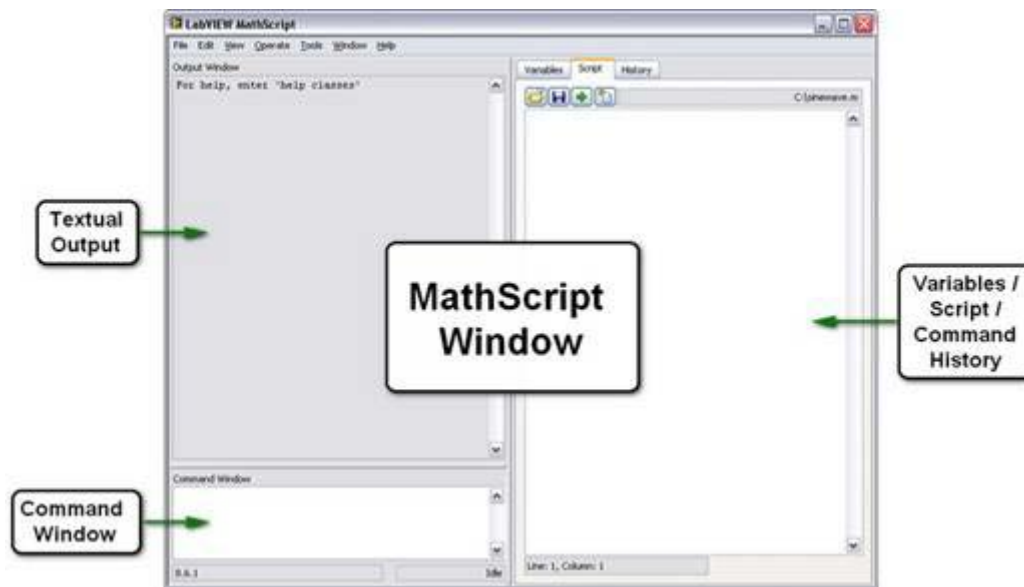 LabVIEW MathScript
File Edit View Operate Tools Window Help
Output Window
For help, enter 'help classes'
Variables Script History
Textual
Output
MathScript
Window
Variables /
Script /
Command
History
Command Window
Command
Window
Idle
Line: 1, Column: 1